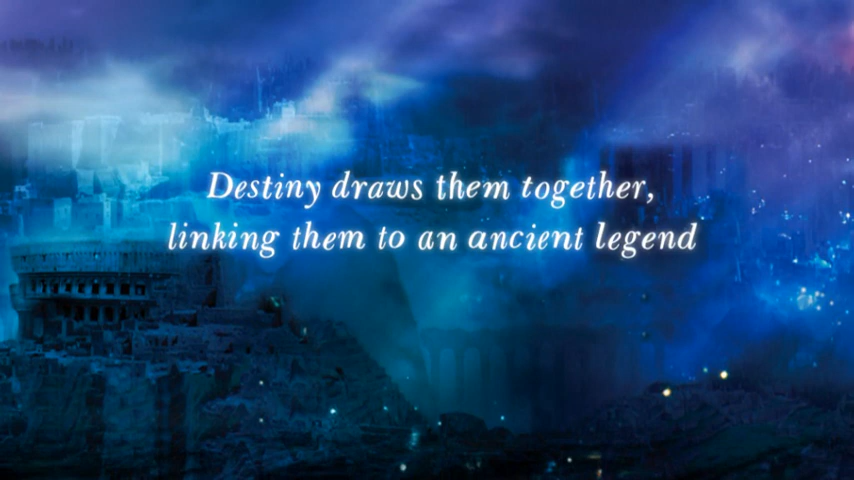 Destiny draws them together,
linking them to an ancient legend